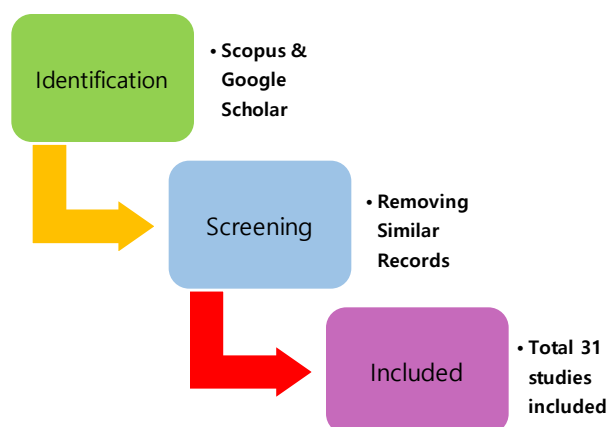 Identification
• Scopus &
Google
Scholar
Screening
• Removing
Similar
Records
Included
• Total 31
studies
included